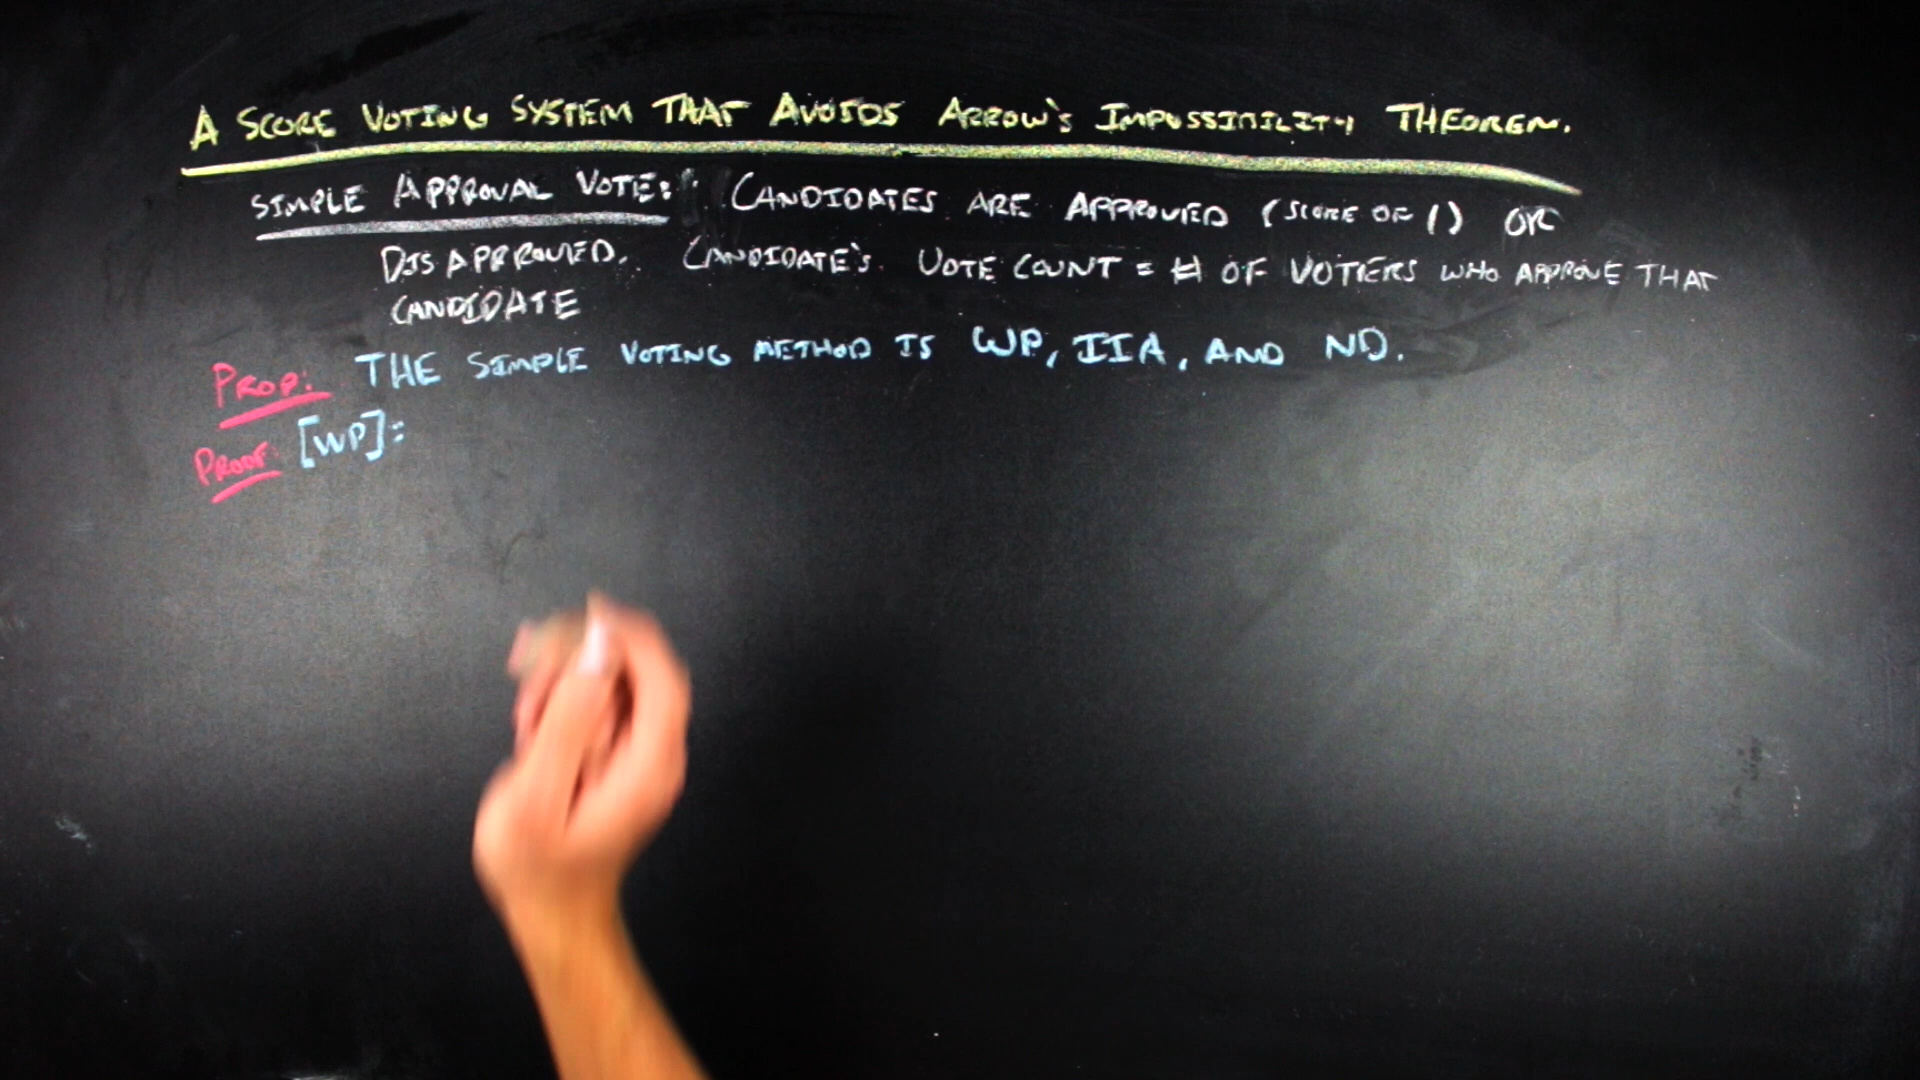 A SCORE VOTING SYSTEM THAT AVOIDS ARROW'S IMPOSSIBILITY THEOREM.
SIMPLE APPROVAL VOTE: CANDIDATES ARE APPROVED (SCORE OF 1) OR
DISAPPROVED. CANDIDATE'S VOTE COUNT = # OF VOTERS WHO APPROVE THAT
CANDIDATE
PROP: THE SIMPLE VOTING METHOD IS WP, IIA, AND ND.
PROOF: [WP]: